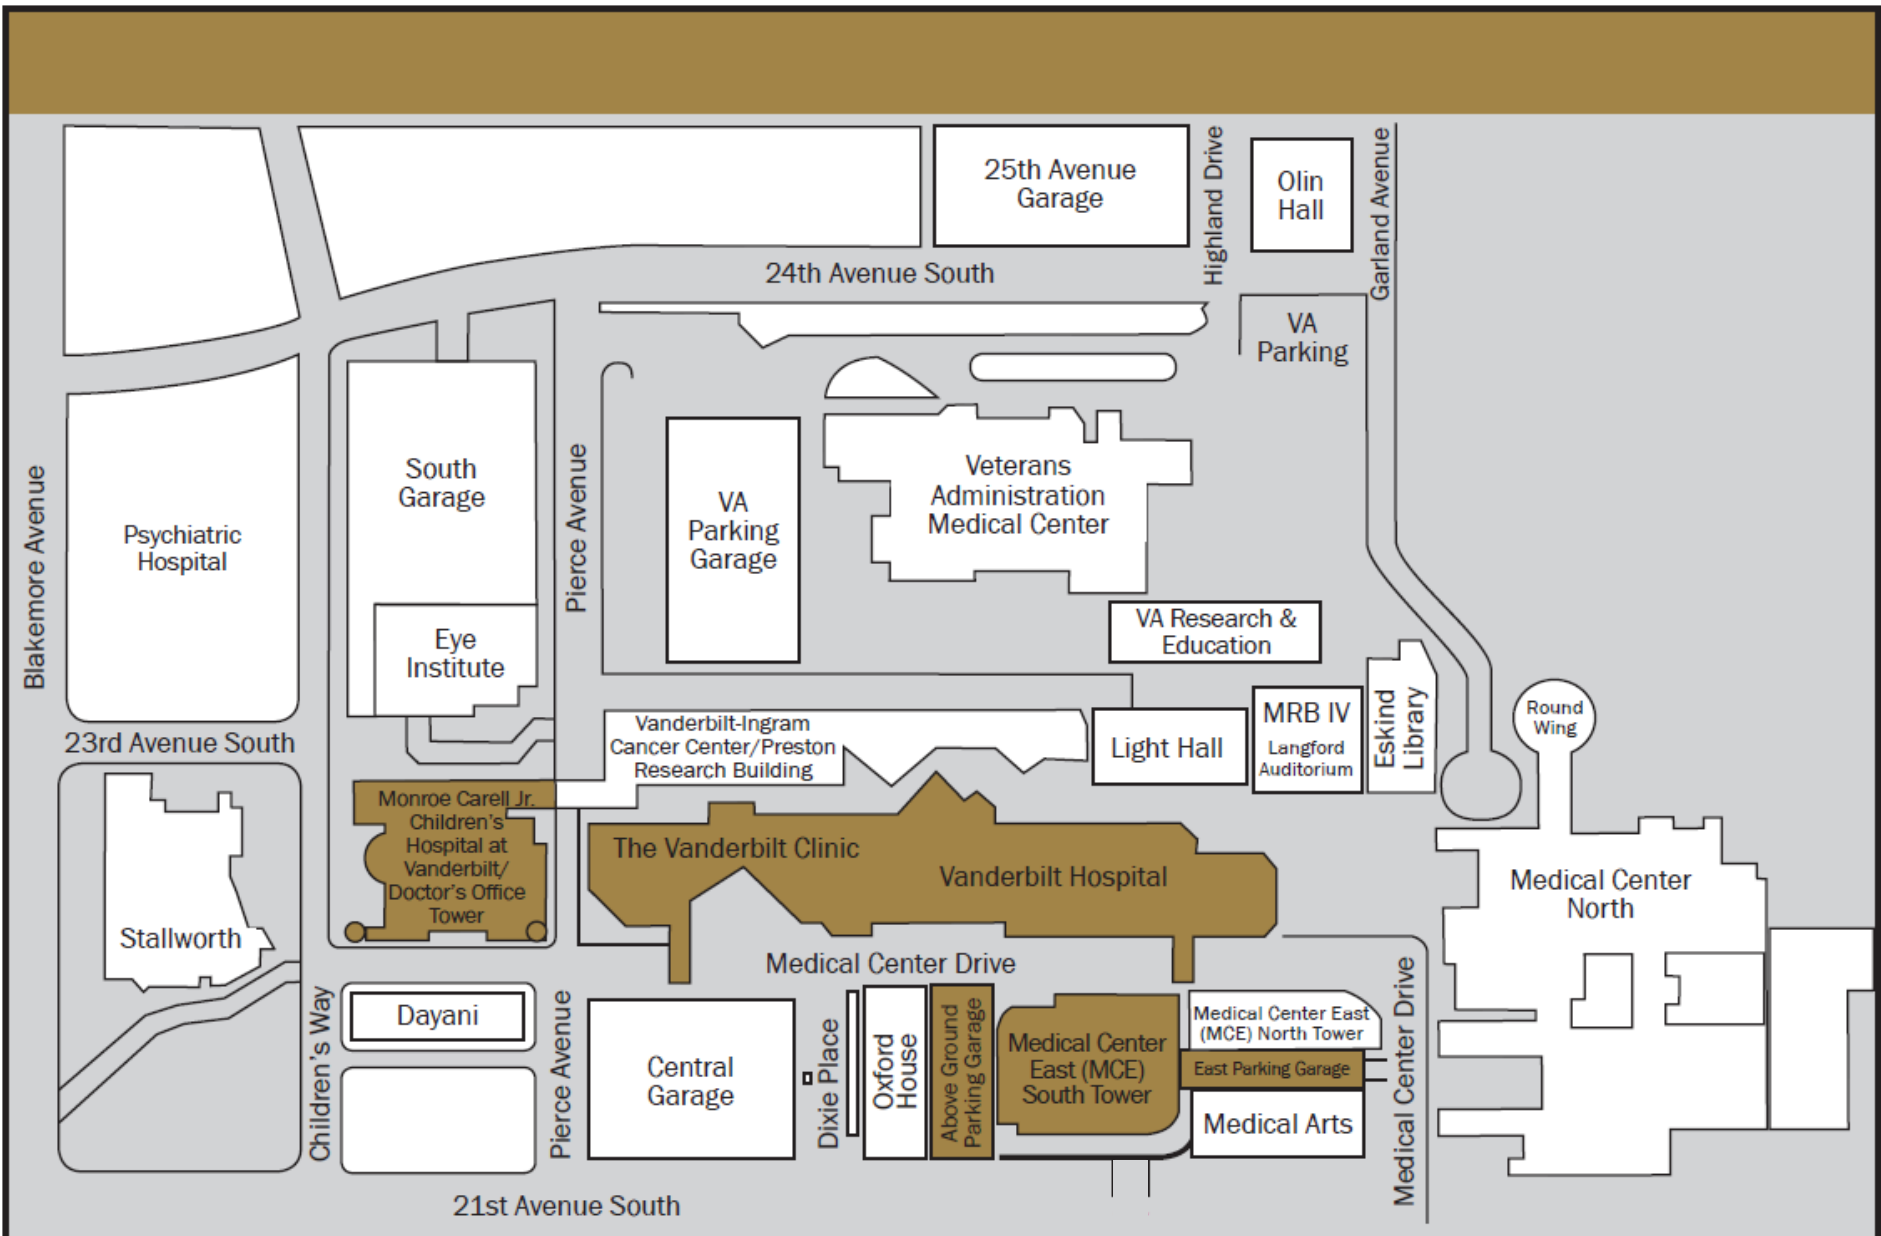 25th Avenue
Garage
Highland Drive
Olin
Hall
Garland Avenue
24th Avenue South
VA
Parking
Blakemore Avenue
Psychiatric
Hospital
South
Garage
Pierce Avenue
VA
Parking
Garage
Veterans
Administration
Medical Center
Eye
Institute
VA Research &
Education
23rd Avenue South
Vanderbilt-Ingram
Cancer Center/Preston
Research Building
Light Hall
MRB IV
Langford
Auditorium
Eskind
Library
Round
Wing
Monroe Carell Jr.
Children's
Hospital at
Vanderbilt/
Doctor's Office
Tower
The Vanderbilt Clinic
Vanderbilt Hospital
Medical Center
North
Stallworth
Medical Center Drive
Children's Way
Dayani
Pierce Avenue
Central
Garage
Dixie Place
Oxford
House
Above Ground
Parking Garage
Medical Center
East (MCE)
South Tower
Medical Center East
(MCE) North Tower
East Parking Garage
Medical Arts
Medical Center Drive
21st Avenue South